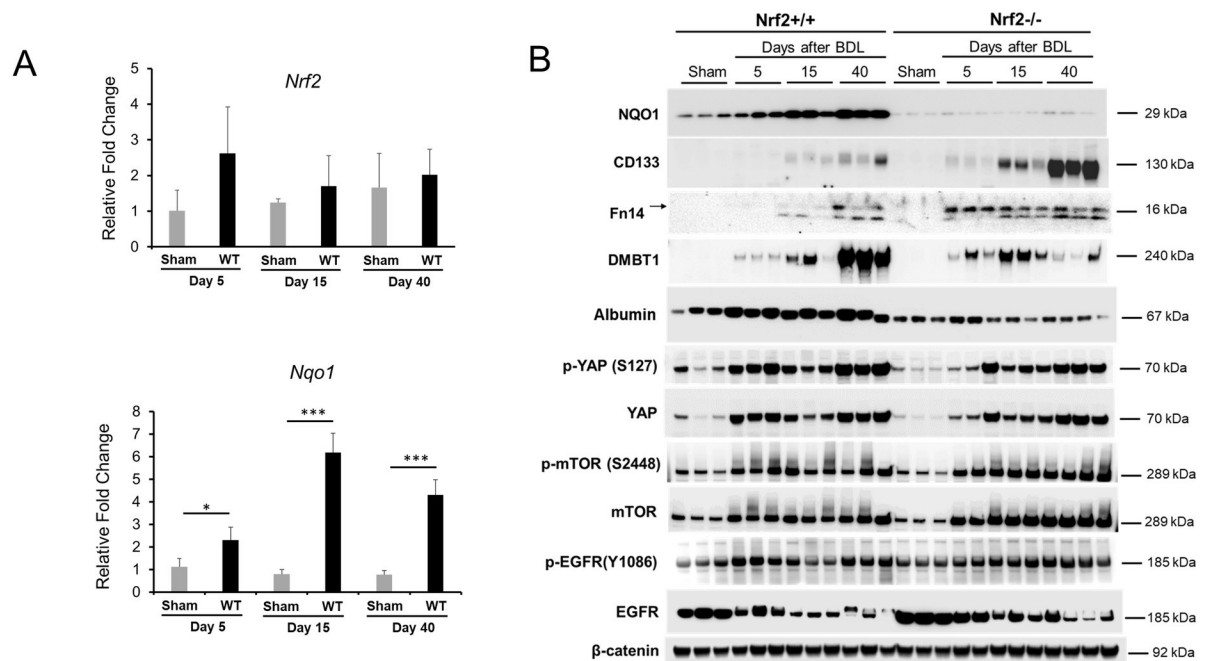 A
Nrf2
Relative Fold Change
5
4
3
2
1
0
Sham WT Sham WT Sham WT
Day 5 Day 15 Day 40
Nqo1
Relative Fold Change
8
7
6
5
4
3
2
1
0
* *** ***
Sham WT Sham WT Sham WT
Day 5 Day 15 Day 40
B
Nrf2+/+ Nrf2-/-
Days after BDL Days after BDL
Sham 5 15 40 Sham 5 15 40
NQO1 29 kDa
CD133 130 kDa
Fn14 16 kDa
DMBT1 240 kDa
Albumin 67 kDa
p-YAP (S127) 70 kDa
YAP 70 kDa
p-mTOR (S2448) 289 kDa
mTOR 289 kDa
p-EGFR(Y1086) 185 kDa
EGFR 185 kDa
β-catenin 92 kDa